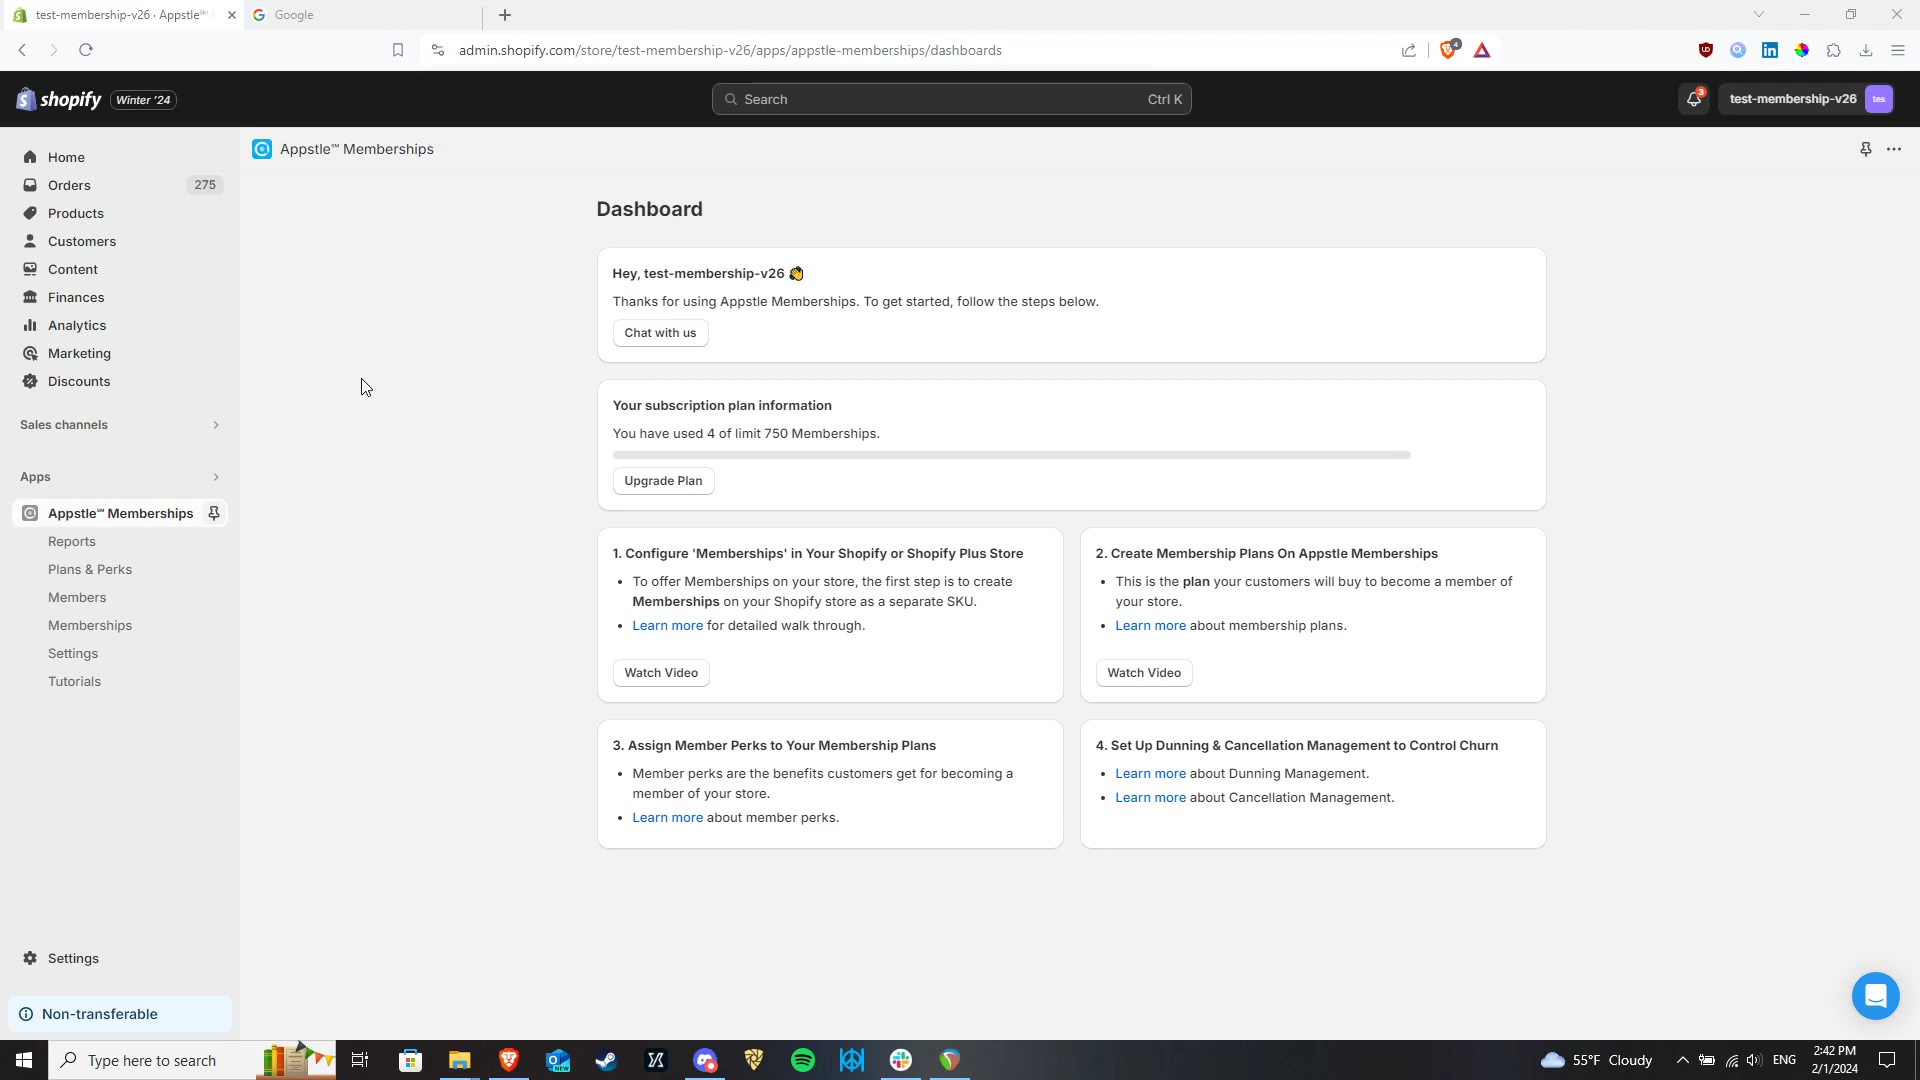 test-membership-v26 · Appstle℠
Google
admin.shopify.com/store/test-membership-v26/apps/appstle-memberships/dashboards
4
shopify
Winter '24
Search
Ctrl K
3
test-membership-v26
tes
Home
Orders
275
Products
Customers
Content
Finances
Analytics
Marketing
Discounts
Sales channels
Apps
Appstle℠ Memberships
Reports
Plans & Perks
Members
Memberships
Settings
Tutorials
Settings
Non-transferable
Appstle℠ Memberships
Dashboard
Hey, test-membership-v26 👋
Thanks for using Appstle Memberships. To get started, follow the steps below.
Chat with us
Your subscription plan information
You have used 4 of limit 750 Memberships.
Upgrade Plan
1. Configure 'Memberships' in Your Shopify or Shopify Plus Store
• To offer Memberships on your store, the first step is to create
Memberships on your Shopify store as a separate SKU.
• Learn more for detailed walk through.
Watch Video
2. Create Membership Plans On Appstle Memberships
• This is the plan your customers will buy to become a member of
your store.
• Learn more about membership plans.
Watch Video
3. Assign Member Perks to Your Membership Plans
• Member perks are the benefits customers get for becoming a
member of your store.
• Learn more about member perks.
4. Set Up Dunning & Cancellation Management to Control Churn
• Learn more about Dunning Management.
• Learn more about Cancellation Management.
Type here to search
NEW
55°F Cloudy
ENG
2:42 PM
2/1/2024